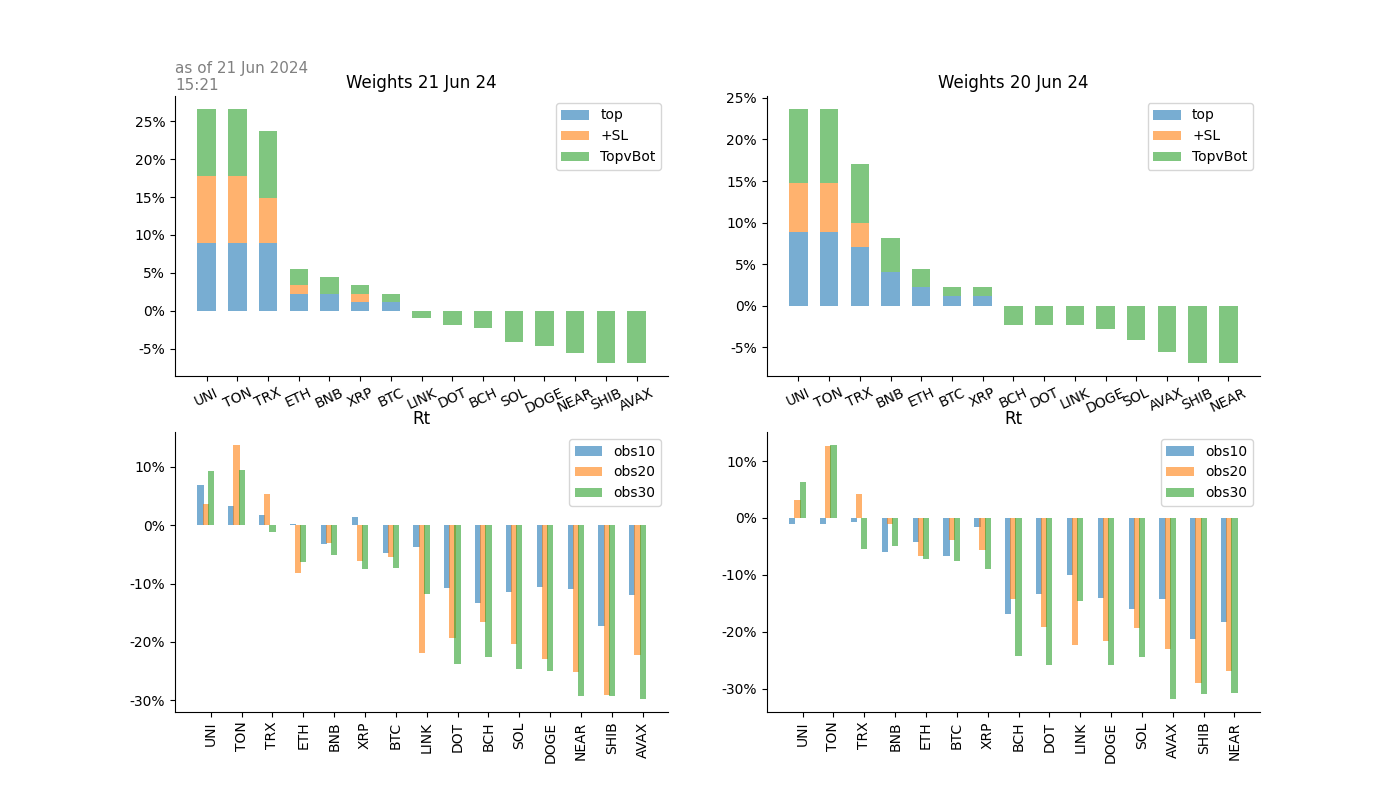 as of 21 Jun 2024
15:21
Weights 21 Jun 24
25%
20%
15%
10%
5%
0%
-5%
top
+SL
TopvBot
UNI TON TRX ETH BNB XRP BTC LINK DOT BCH SOL DOGE NEAR SHIB AVAX
Weights 20 Jun 24
25%
20%
15%
10%
5%
0%
-5%
top
+SL
TopvBot
UNI TON TRX BNB ETH BTC XRP BCH DOT LINK DOGE SOL AVAX SHIB NEAR
Rt
10%
0%
-10%
-20%
-30%
obs10
obs20
obs30
UNI TON TRX ETH BNB XRP BTC LINK DOT BCH SOL DOGE NEAR SHIB AVAX
Rt
10%
0%
-10%
-20%
-30%
obs10
obs20
obs30
UNI TON TRX BNB ETH BTC XRP BCH DOT LINK DOGE SOL AVAX SHIB NEAR